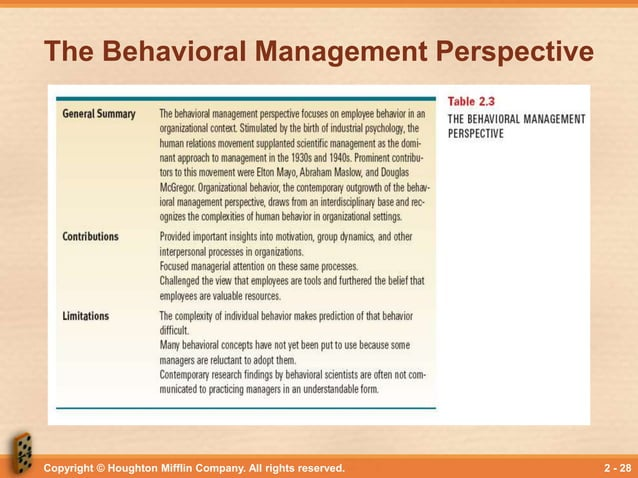 The Behavioral Management Perspective
Table 2.3
THE BEHAVIORAL MANAGEMENT
PERSPECTIVE
General Summary
The behavioral management perspective focuses on employee behavior in an
organizational context. Stimulated by the birth of industrial psychology, the
human relations movement supplanted scientific management as the domi-
nant approach to management in the 1930s and 1940s. Prominent contribu-
tors to this movement were Elton Mayo, Abraham Maslow, and Douglas
McGregor. Organizational behavior, the contemporary outgrowth of the behav-
ioral management perspective, draws from an interdisciplinary base and rec-
ognizes the complexities of human behavior in organizational settings.
Contributions
Provided important insights into motivation, group dynamics, and other
interpersonal processes in organizations.
Focused managerial attention on these same processes.
Challenged the view that employees are tools and furthered the belief that
employees are valuable resources.
Limitations
The complexity of individual behavior makes prediction of that behavior
difficult.
Many behavioral concepts have not yet been put to use because some
managers are reluctant to adopt them.
Contemporary research findings by behavioral scientists are often not com-
municated to practicing managers in an understandable form.
Copyright © Houghton Mifflin Company. All rights reserved.
2 - 28